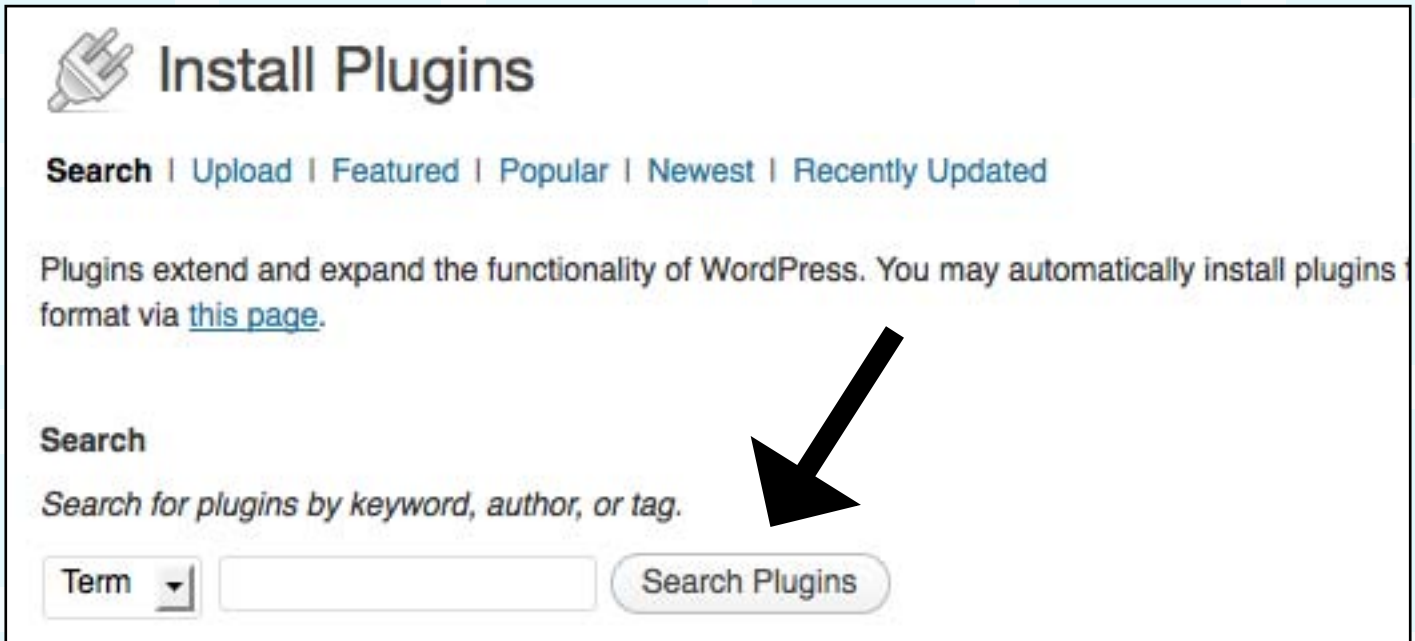 Install Plugins
Search | Upload | Featured | Popular | Newest | Recently Updated
Plugins extend and expand the functionality of WordPress. You may automatically install plugins
format via this page.
Search
Search for plugins by keyword, author, or tag.
Term Search Plugins